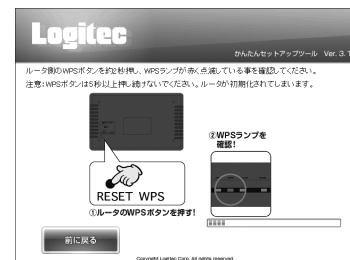 Logitec
かんたんセットアップツール Ver. 3. 1
ルータ側のWPSボタンを約2秒押し、WPSランプが赤く点滅している事を確認してください。
注意:WPSボタンは5秒以上押し続けないでください。ルータが初期化されてしまいます。
②WPSランプを
確認!
RESET WPS
①ルータのWPSボタンを押す!
前に戻る
Copyright Logitec Corp. All rights reserved.